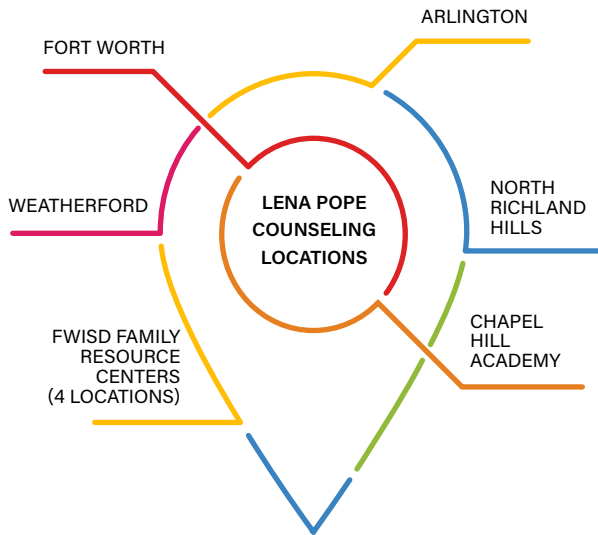 ARLINGTON
FORT WORTH
LENA POPE
COUNSELING
LOCATIONS
WEATHERFORD
NORTH
RICHLAND
HILLS
FWISD FAMILY
RESOURCE
CENTERS
(4 LOCATIONS)
CHAPEL
HILL
ACADEMY